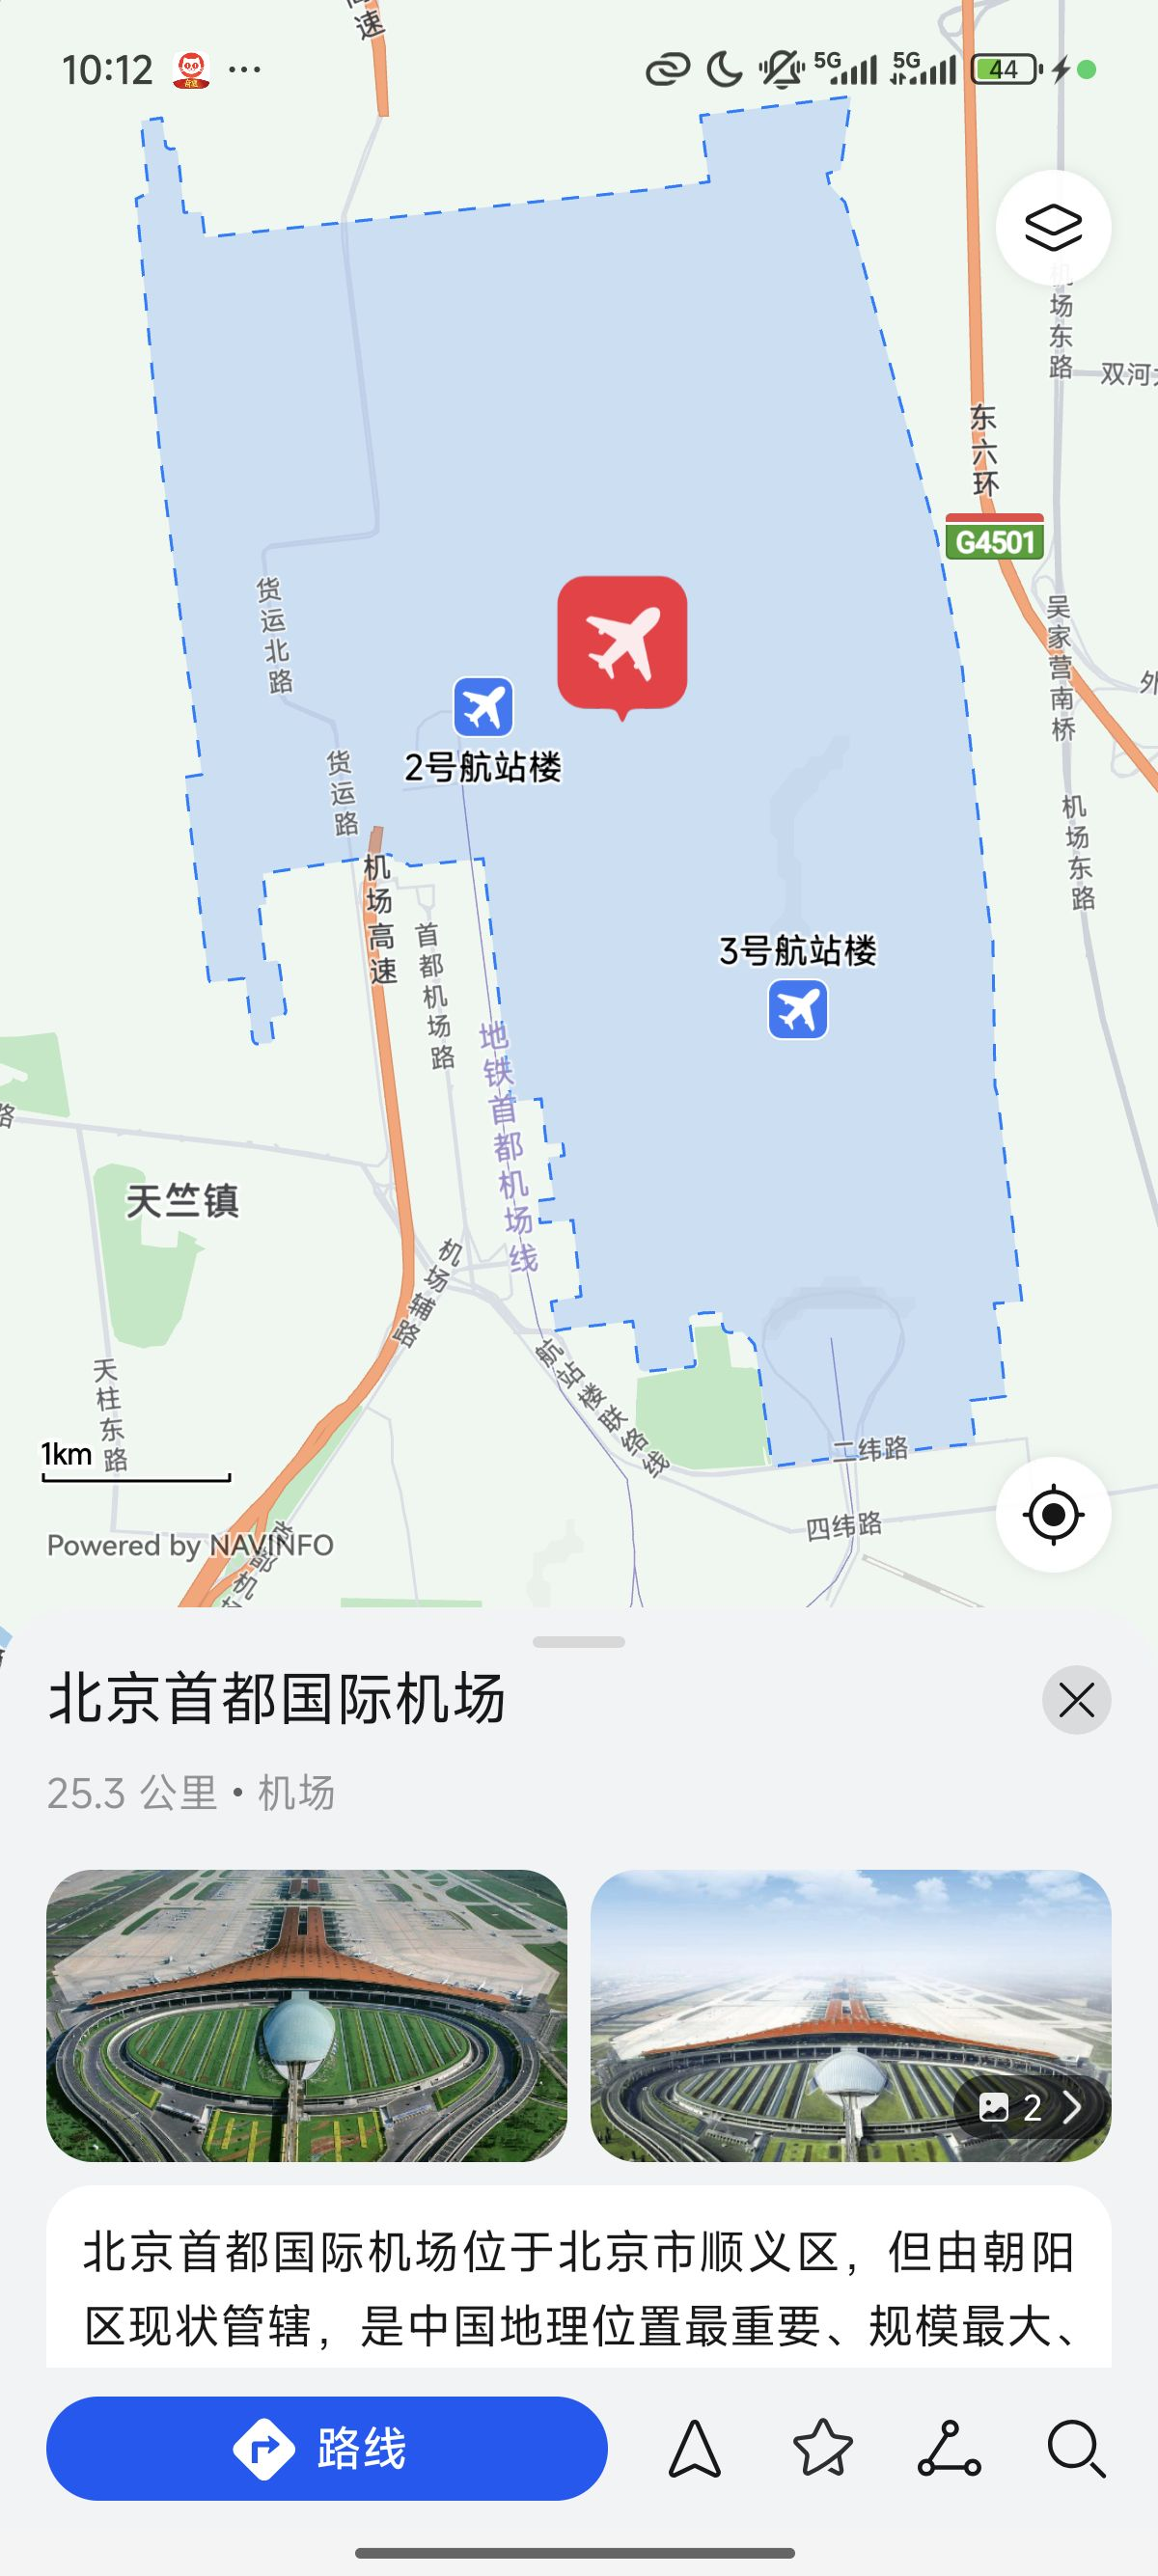 速
10:12
5G
5G
44
机场东路
双河
东六环
G4501
货运北路
吴家营南桥
外
2号航站楼
货运路
机场东路
机场高速
首都机场路
3号航站楼
地铁首都机场线
路
天竺镇
机场辅路
航站楼联络线
天柱东路
二纬路
1km
四纬路
Powered by NAVINFO
北京首都国际机场
25.3 公里 • 机场
2
北京首都国际机场位于北京市顺义区，但由朝阳
区现状管辖，是中国地理位置最重要、规模最大、
路线